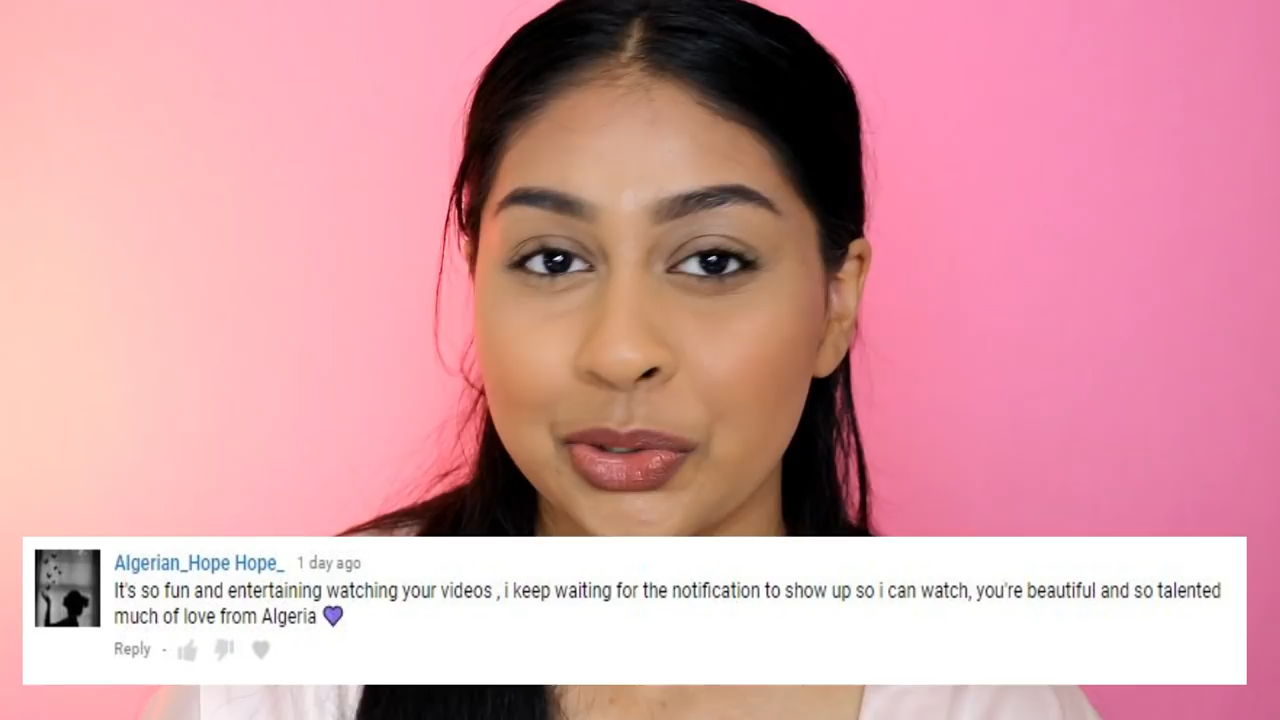 Algerian_Hope Hope_ 1 day ago
It's so fun and entertaining watching your videos , i keep waiting for the notification to show up so i can watch, you're beautiful and so talented
much of love from Algeria 💜
Reply -